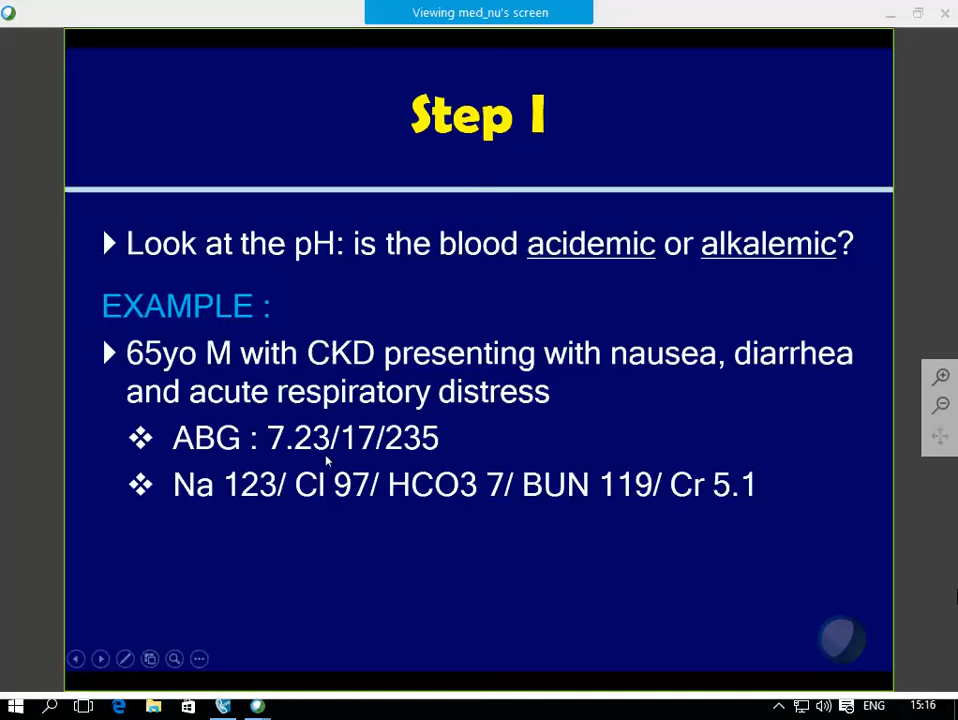 Viewing med_nu's screen
Step 1
Look at the pH: is the blood acidemic or alkalemic?
EXAMPLE :
65yo M with CKD presenting with nausea, diarrhea
and acute respiratory distress
ABG : 7.23/17/235
Na 123/ Cl 97/ HCO3 7/ BUN 119/ Cr 5.1
ENG
15:16